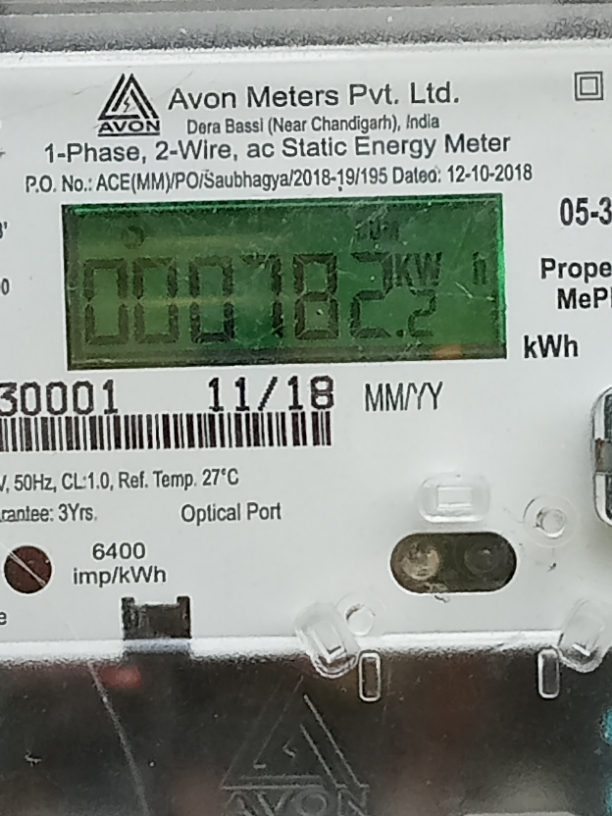 AVON
Avon Meters Pvt. Ltd.
Dera Bassi (Near Chandigarh), India
1-Phase, 2-Wire, ac Static Energy Meter
P.O. No.: ACE(MM)/PO/Saubhagya/2018-19/195 Dated: 12-10-2018
05-3
000782.2 KW h
Prope
MeP
kWh
30001 11/18 MM/YY
V, 50Hz, CL:1.0, Ref. Temp. 27°C
rantee: 3Yrs. Optical Port
6400
imp/kWh
AVON